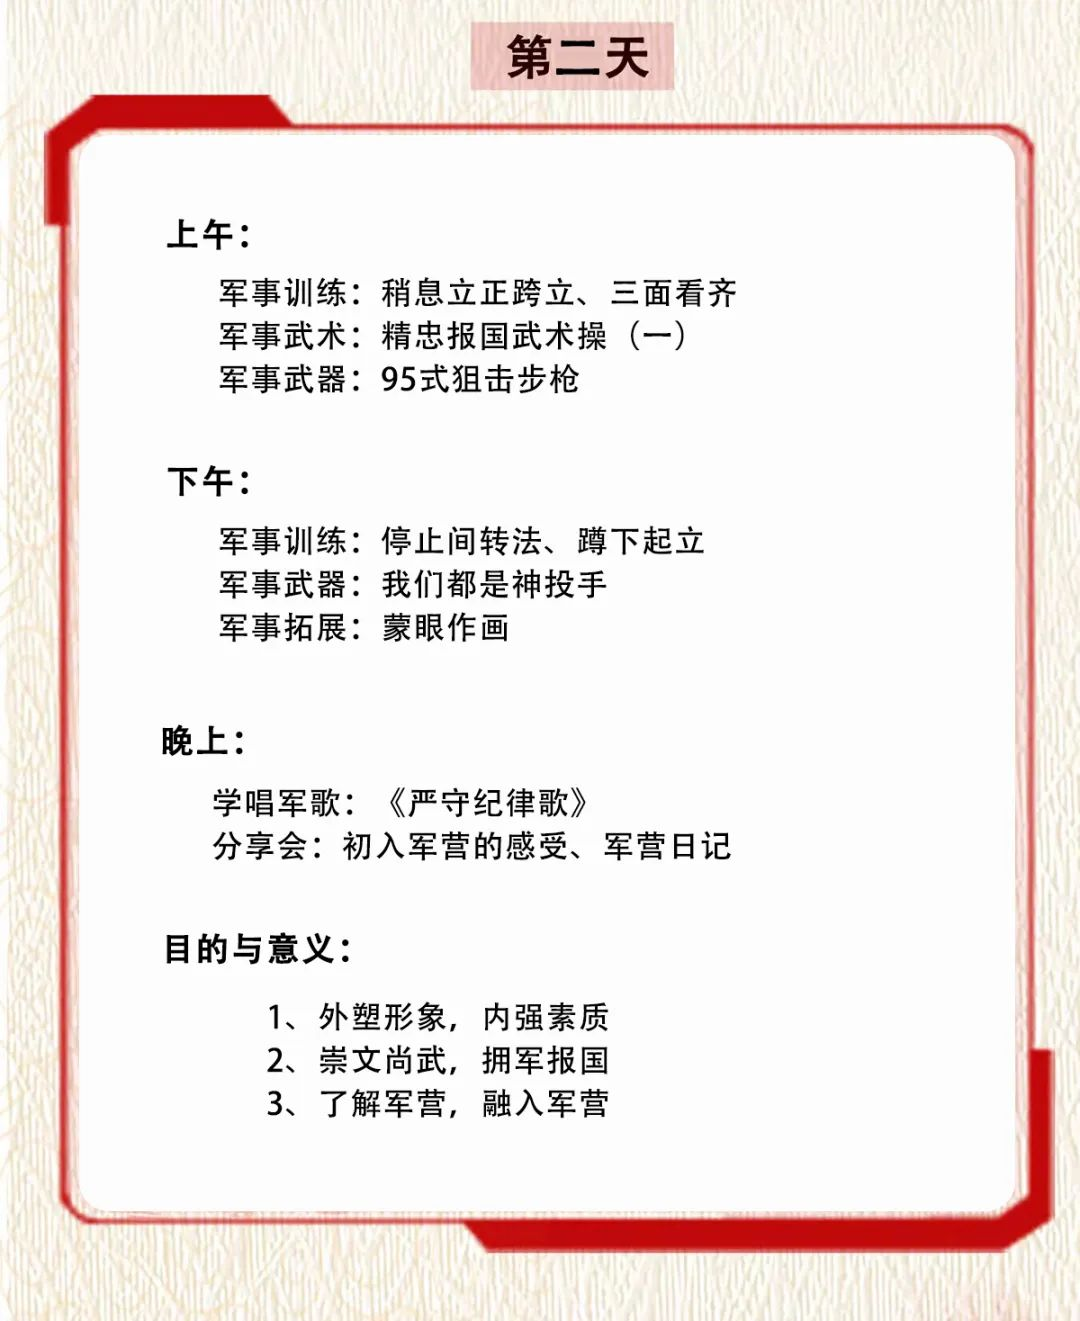 第二天
上午：
军事训练：稍息立正跨立、三面看齐
军事武术：精忠报国武术操（一）
军事武器：95式狙击步枪
下午：
军事训练：停止间转法、蹲下起立
军事武器：我们都是神投手
军事拓展：蒙眼作画
晚上：
学唱军歌：《严守纪律歌》
分享会：初入军营的感受、军营日记
目的与意义：
1、外塑形象，内强素质
2、崇文尚武，拥军报国
3、了解军营，融入军营